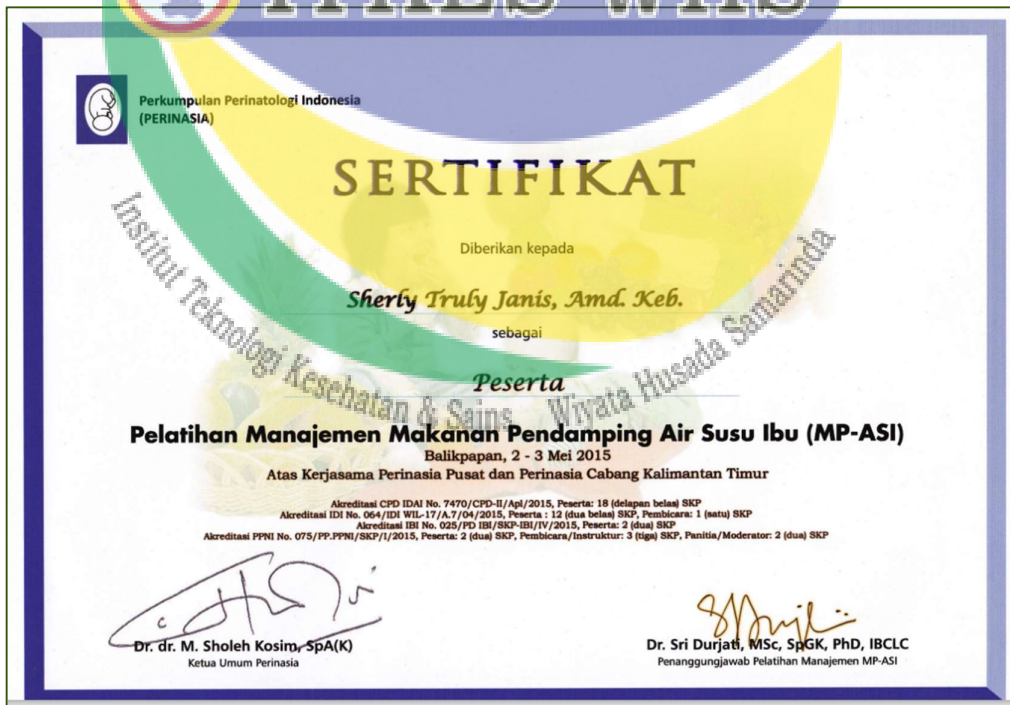 ITKES WHS
Perkumpulan Perinatologi Indonesia
(PERINASIA)
SERTIFIKAT
Diberikan kepada
Sherly Truly Janis, Amd. Keb.
sebagai
Peserta
Institut Teknologi Kesehatan & Sains Wiyata Husada Samarinda
Pelatihan Manajemen Makanan Pendamping Air Susu Ibu (MP-ASI)
Balikpapan, 2 - 3 Mei 2015
Atas Kerjasama Perinasia Pusat dan Perinasia Cabang Kalimantan Timur
Akreditasi CPD IDAI No. 7470/CPD-II/Apl/2015, Peserta: 18 (delapan belas) SKP
Akreditasi IDI No. 064/IDI WIL-17/A.7/04/2015, Peserta : 12 (dua belas) SKP, Pembicara: 1 (satu) SKP
Akreditasi IBI No. 025/PD IBI/SKP-IBI/IV/2015, Peserta: 2 (dua) SKP
Akreditasi PPNI No. 075/PP.PPNI/SKP/I/2015, Peserta: 2 (dua) SKP, Pembicara/Instruktur: 3 (tiga) SKP, Panitia/Moderator: 2 (dua) SKP
Dr. dr. M. Sholeh Kosim, SpA(K)
Ketua Umum Perinasia
Dr. Sri Durjati, MSc, SpGK, PhD, IBCLC
Penanggungjawab Pelatihan Manajemen MP-ASI